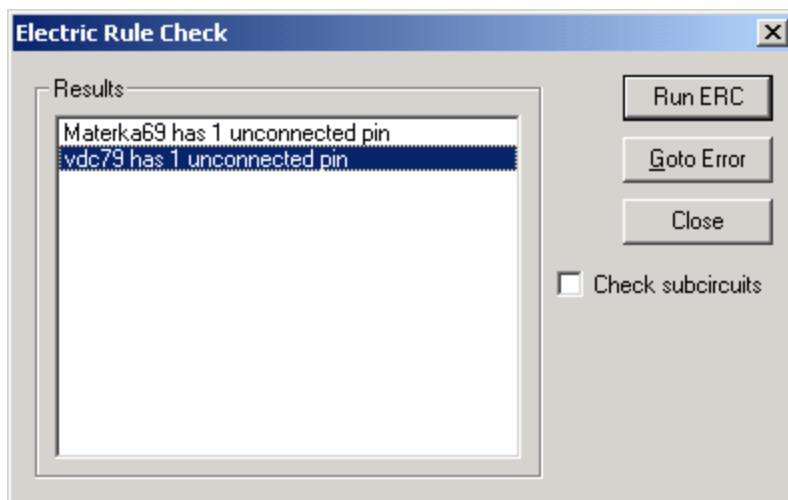 Electric Rule Check
Results
Materka69 has 1 unconnected pin
vdc79 has 1 unconnected pin
Run ERC
Goto Error
Close
Check subcircuits